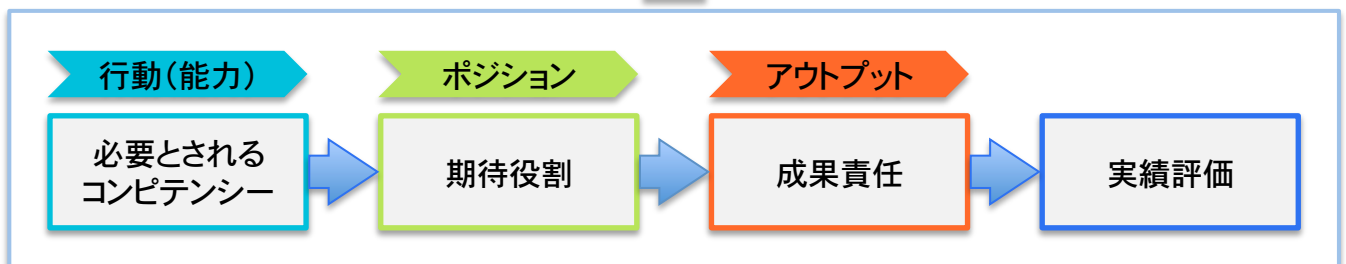 行動(能力)
ポジション
アウトプット
必要とされる
コンピテンシー
期待役割
成果責任
実績評価